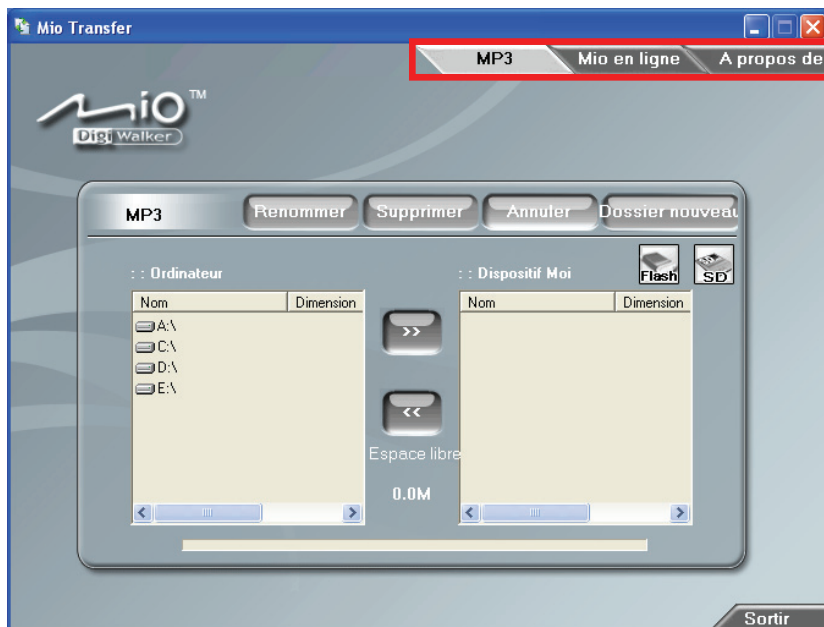 Mio Transfer
MP3 Mio en ligne A propos de
Mio TM
Digi Walker
MP3 Renommer Supprimer Annuler Dossier nouveau
: : Ordinateur : : Dispositif Moi Flash SD
Nom Dimension Nom Dimension
A:\
C:\
D:\
E:\
>>
<<
Espace libre
0.0M
Sortir